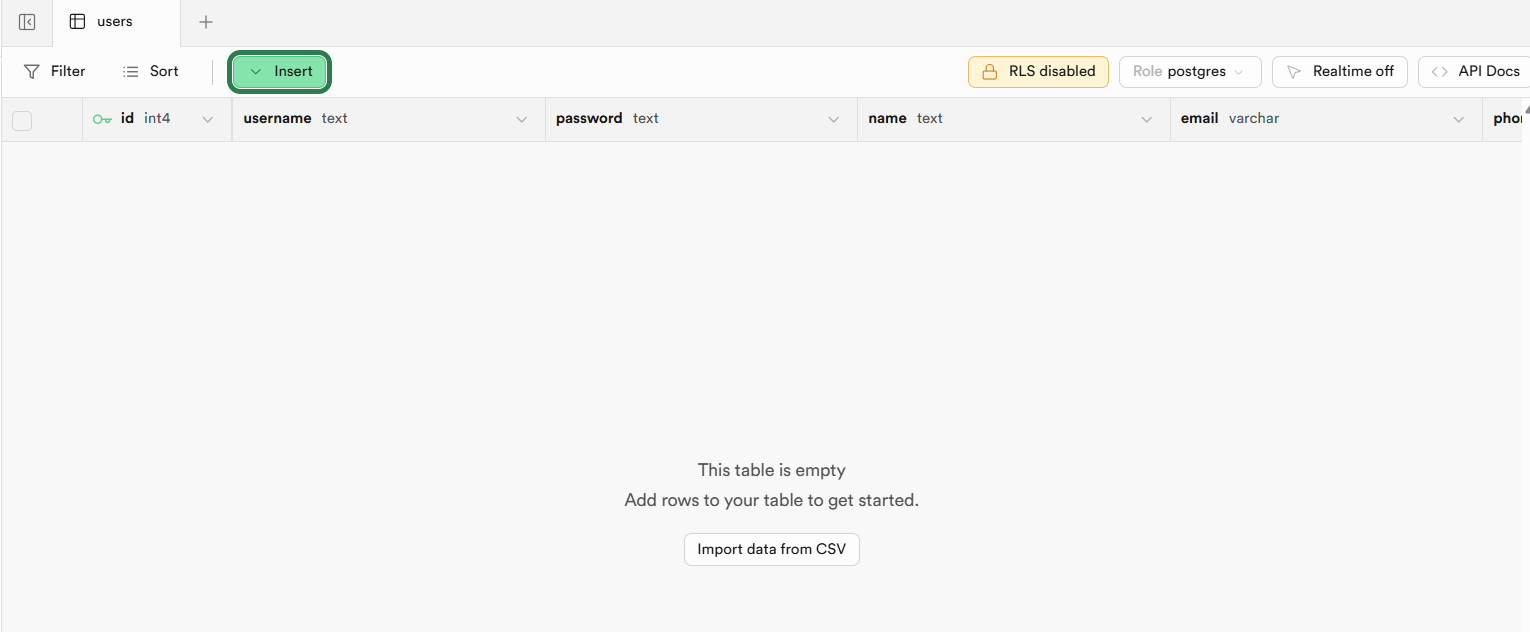 users
Filter Sort Insert RLS disabled Role postgres Realtime off API Docs
id int4 username text password text name text email varchar phon
This table is empty
Add rows to your table to get started.
Import data from CSV